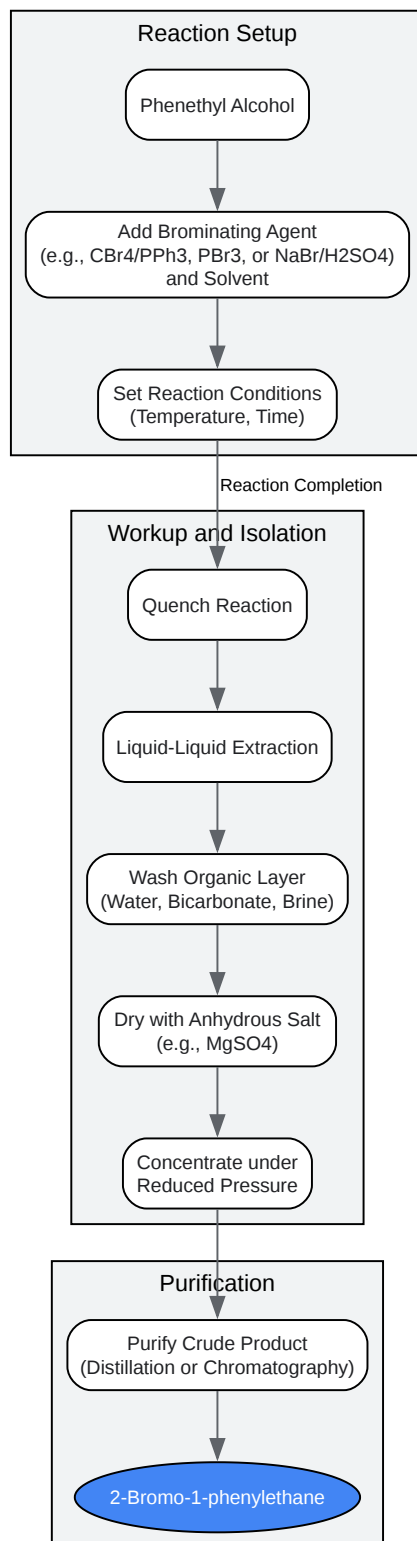 Reaction Setup
Phenethyl Alcohol
Add Brominating Agent
(e.g., CBr4/PPh3, PBr3, or NaBr/H2SO4)
and Solvent
Set Reaction Conditions
(Temperature, Time)
Reaction Completion
Workup and Isolation
Quench Reaction
Liquid-Liquid Extraction
Wash Organic Layer
(Water, Bicarbonate, Brine)
Dry with Anhydrous Salt
(e.g., MgSO4)
Concentrate under
Reduced Pressure
Purification
Purify Crude Product
(Distillation or Chromatography)
2-Bromo-1-phenylethane